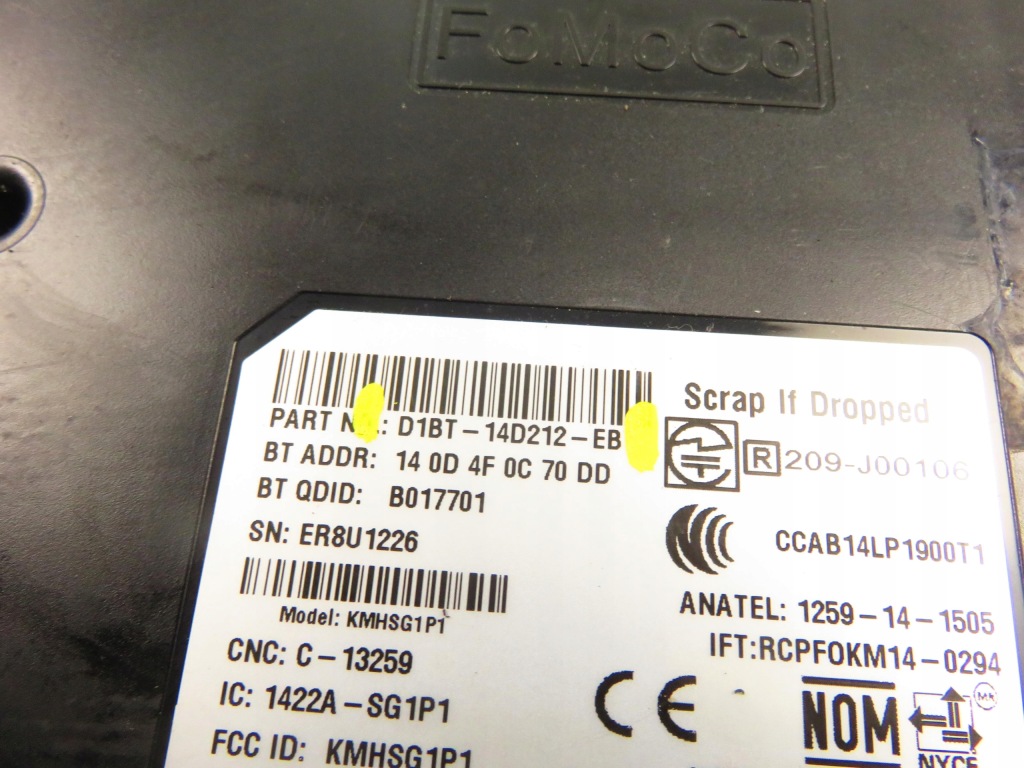 FoMoCo
PART N.: D1BT-14D212-EB
BT ADDR: 14 0D 4F 0C 70 DD
BT QDID: B017701
SN: ER8U1226
Model: KMHSG1P1
CNC: C-13259
IC: 1422A-SG1P1
FCC ID: KMHSG1P1
Scrap If Dropped
R 209-J00106
CCAB14LP1900T1
ANATEL: 1259-14-1505
IFT:RCPFOKM14-0294
CE
NOM
NYCE